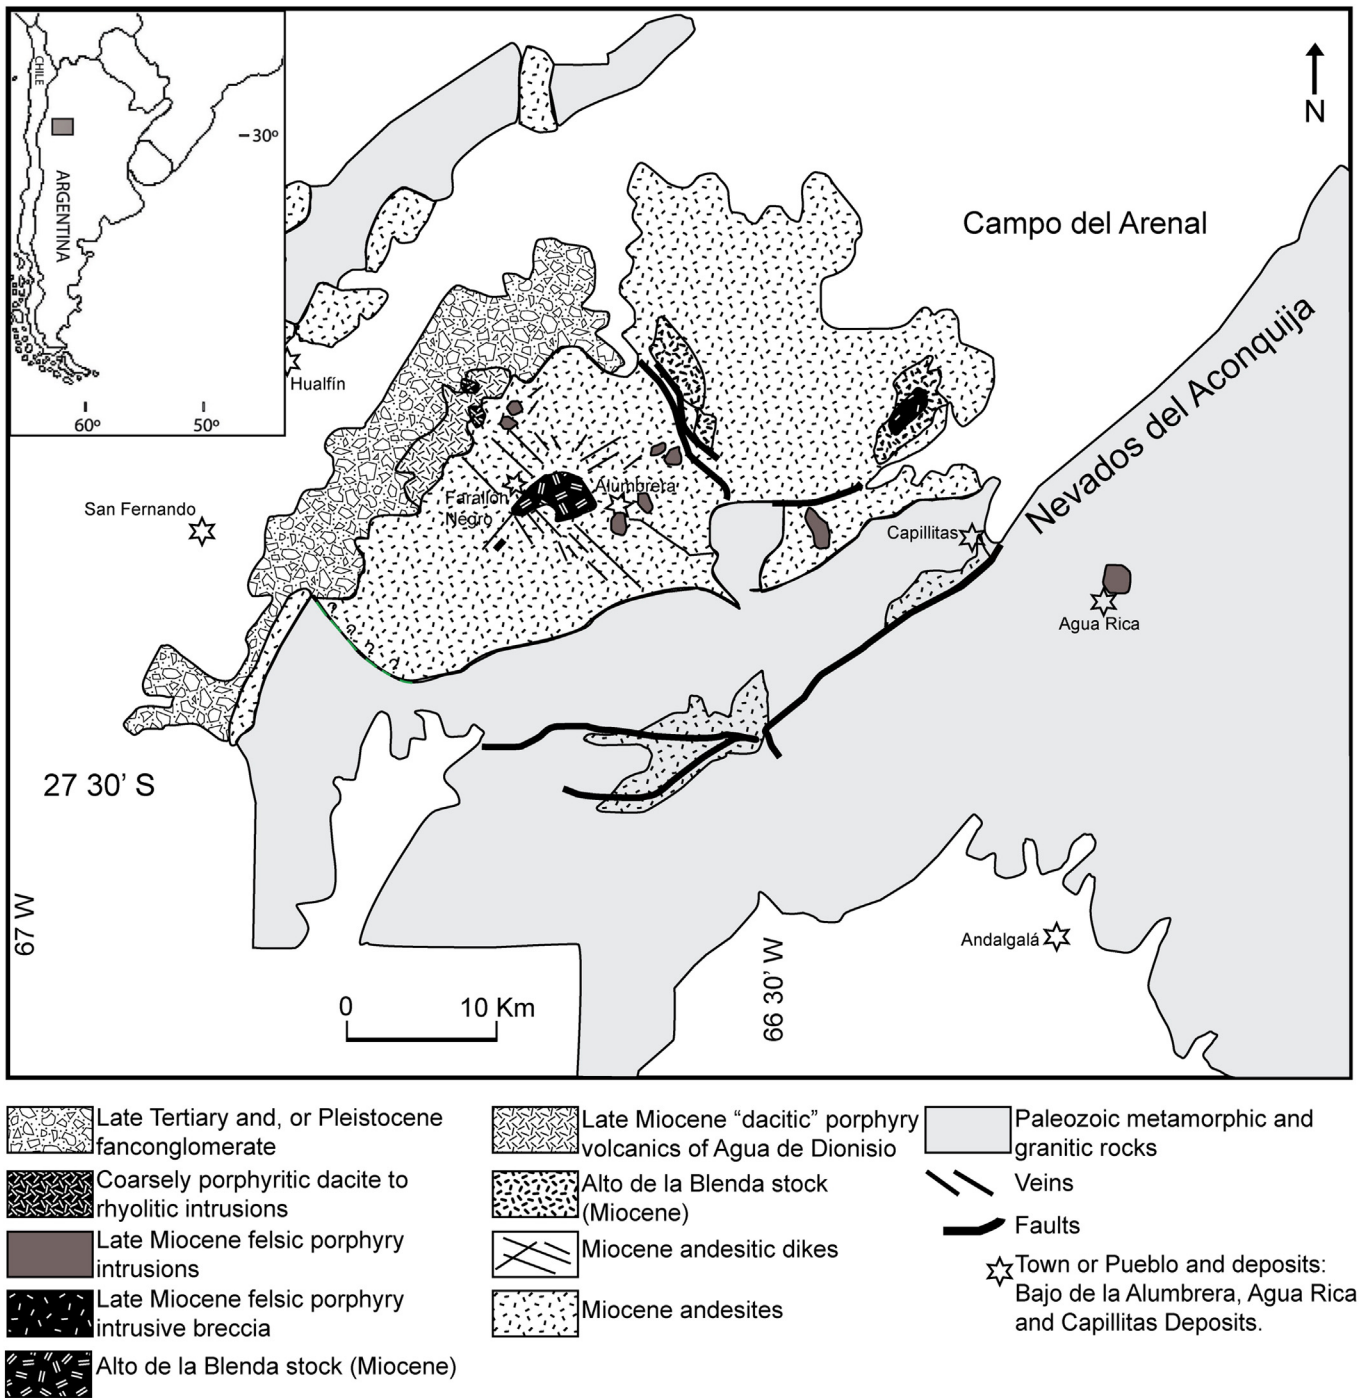 CHILE
ARGENTINA
30°
60°
50°
N
Campo del Arenal
Nevados del Aconquija
Hualfín
San Fernando
Farallon
Negro
Alumbrera
Capillitas
Agua Rica
?
?
?
?
27 30’ S
67 W
66 30’ W
Andalgalá
0 10 Km
Late Tertiary and, or Pleistocene
fanconglomerate
Coarsely porphyritic dacite to
rhyolitic intrusions
Late Miocene felsic porphyry
intrusions
Late Miocene felsic porphyry
intrusive breccia
Alto de la Blenda stock (Miocene)
Late Miocene “dacitic” porphyry
volcanics of Agua de Dionisio
Alto de la Blenda stock
(Miocene)
Miocene andesitic dikes
Miocene andesites
Paleozoic metamorphic and
granitic rocks
Veins
Faults
Town or Pueblo and deposits:
Bajo de la Alumbrera, Agua Rica
and Capillitas Deposits.